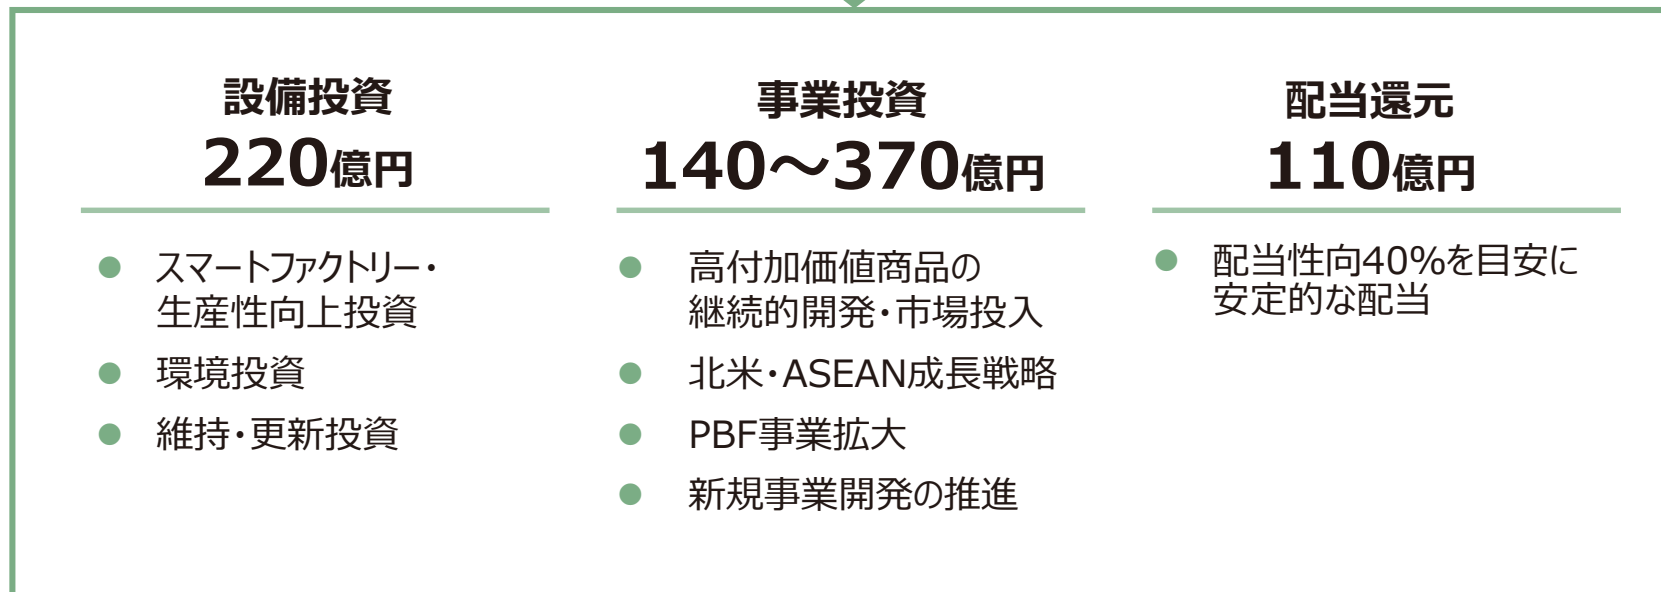 設備投資
220億円
スマートファクトリー・
生産性向上投資
環境投資
維持・更新投資
事業投資
140～370億円
高付加価値商品の
継続的開発・市場投入
北米・ASEAN成長戦略
PBF事業拡大
新規事業開発の推進
配当還元
110億円
配当性向40%を目安に
安定的な配当